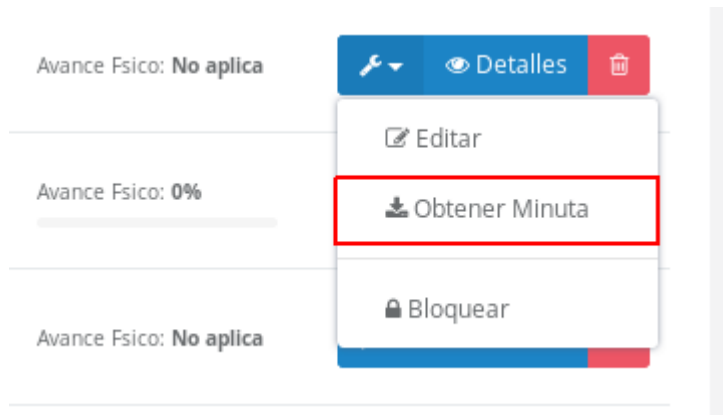 Avance Fsico: No aplica
Detalles
Editar
Avance Fsico: 0%
Obtener Minuta
Bloquear
Avance Fsico: No aplica